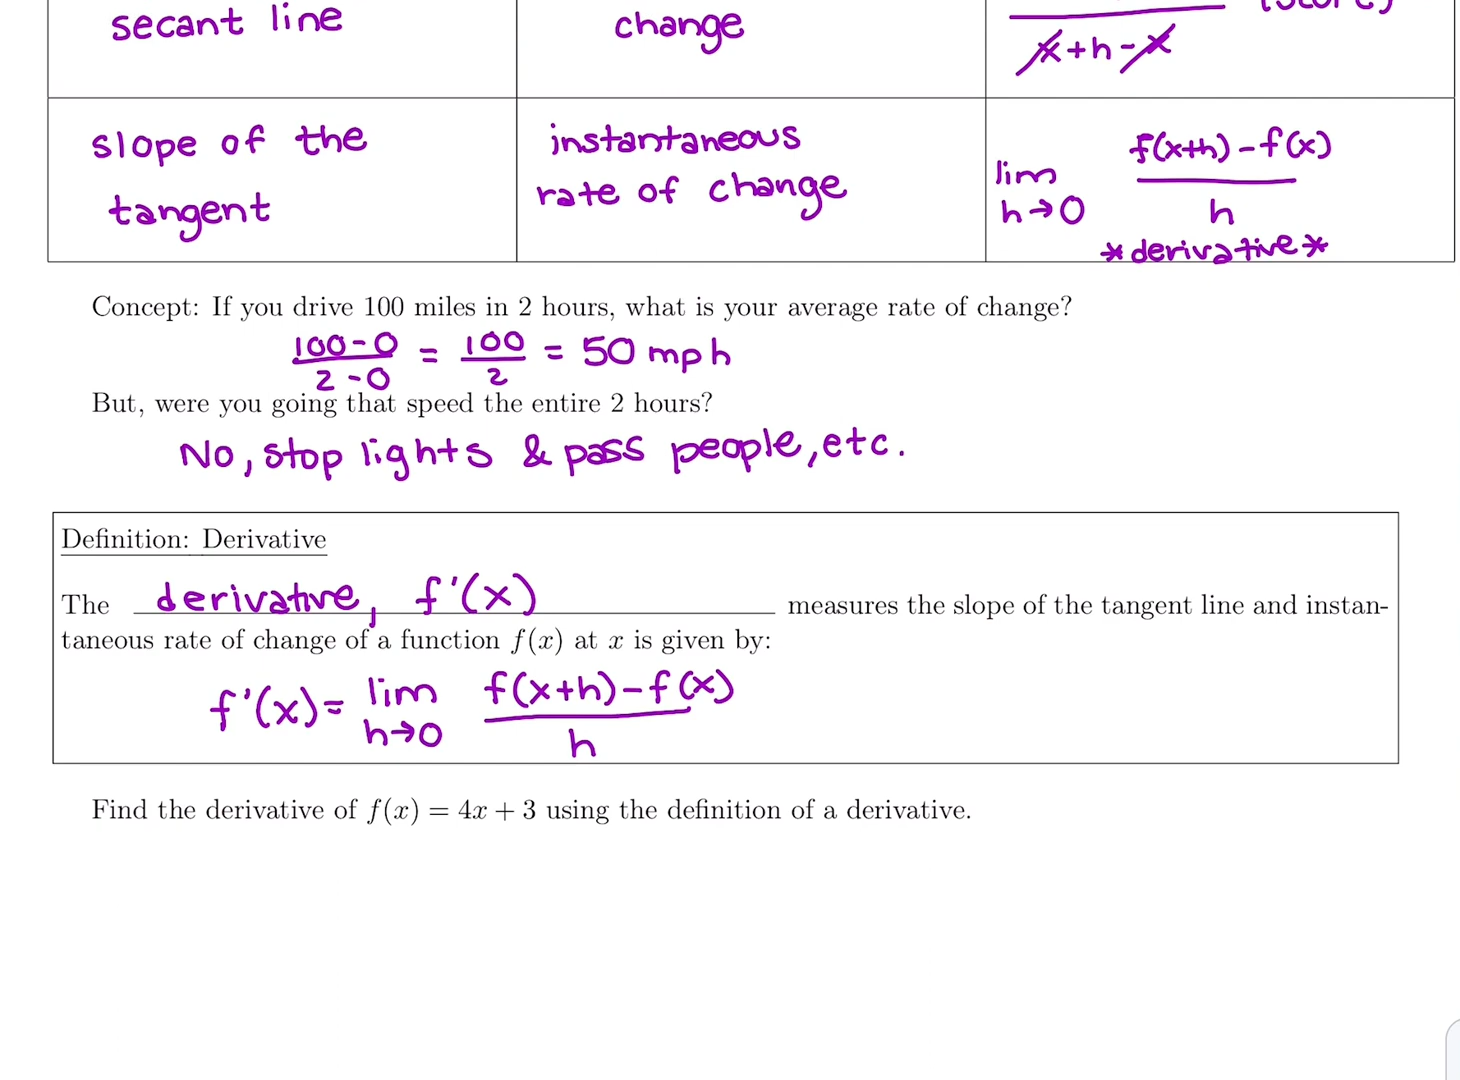 secant line
change
x+h-x
slope of the
tangent
instantaneous
rate of change
lim h→0 f(x+h)-f(x) / h
*derivative*
Concept: If you drive 100 miles in 2 hours, what is your average rate of change?
100-0 / 2-0 = 100 / 2 = 50 mph
But, were you going that speed the entire 2 hours?
No, stop lights & pass people, etc.
Definition: Derivative
The derivative, f'(x) measures the slope of the tangent line and instan-
taneous rate of change of a function f(x) at x is given by:
f'(x) = lim h→0 f(x+h)-f(x) / h
Find the derivative of f(x) = 4x + 3 using the definition of a derivative.